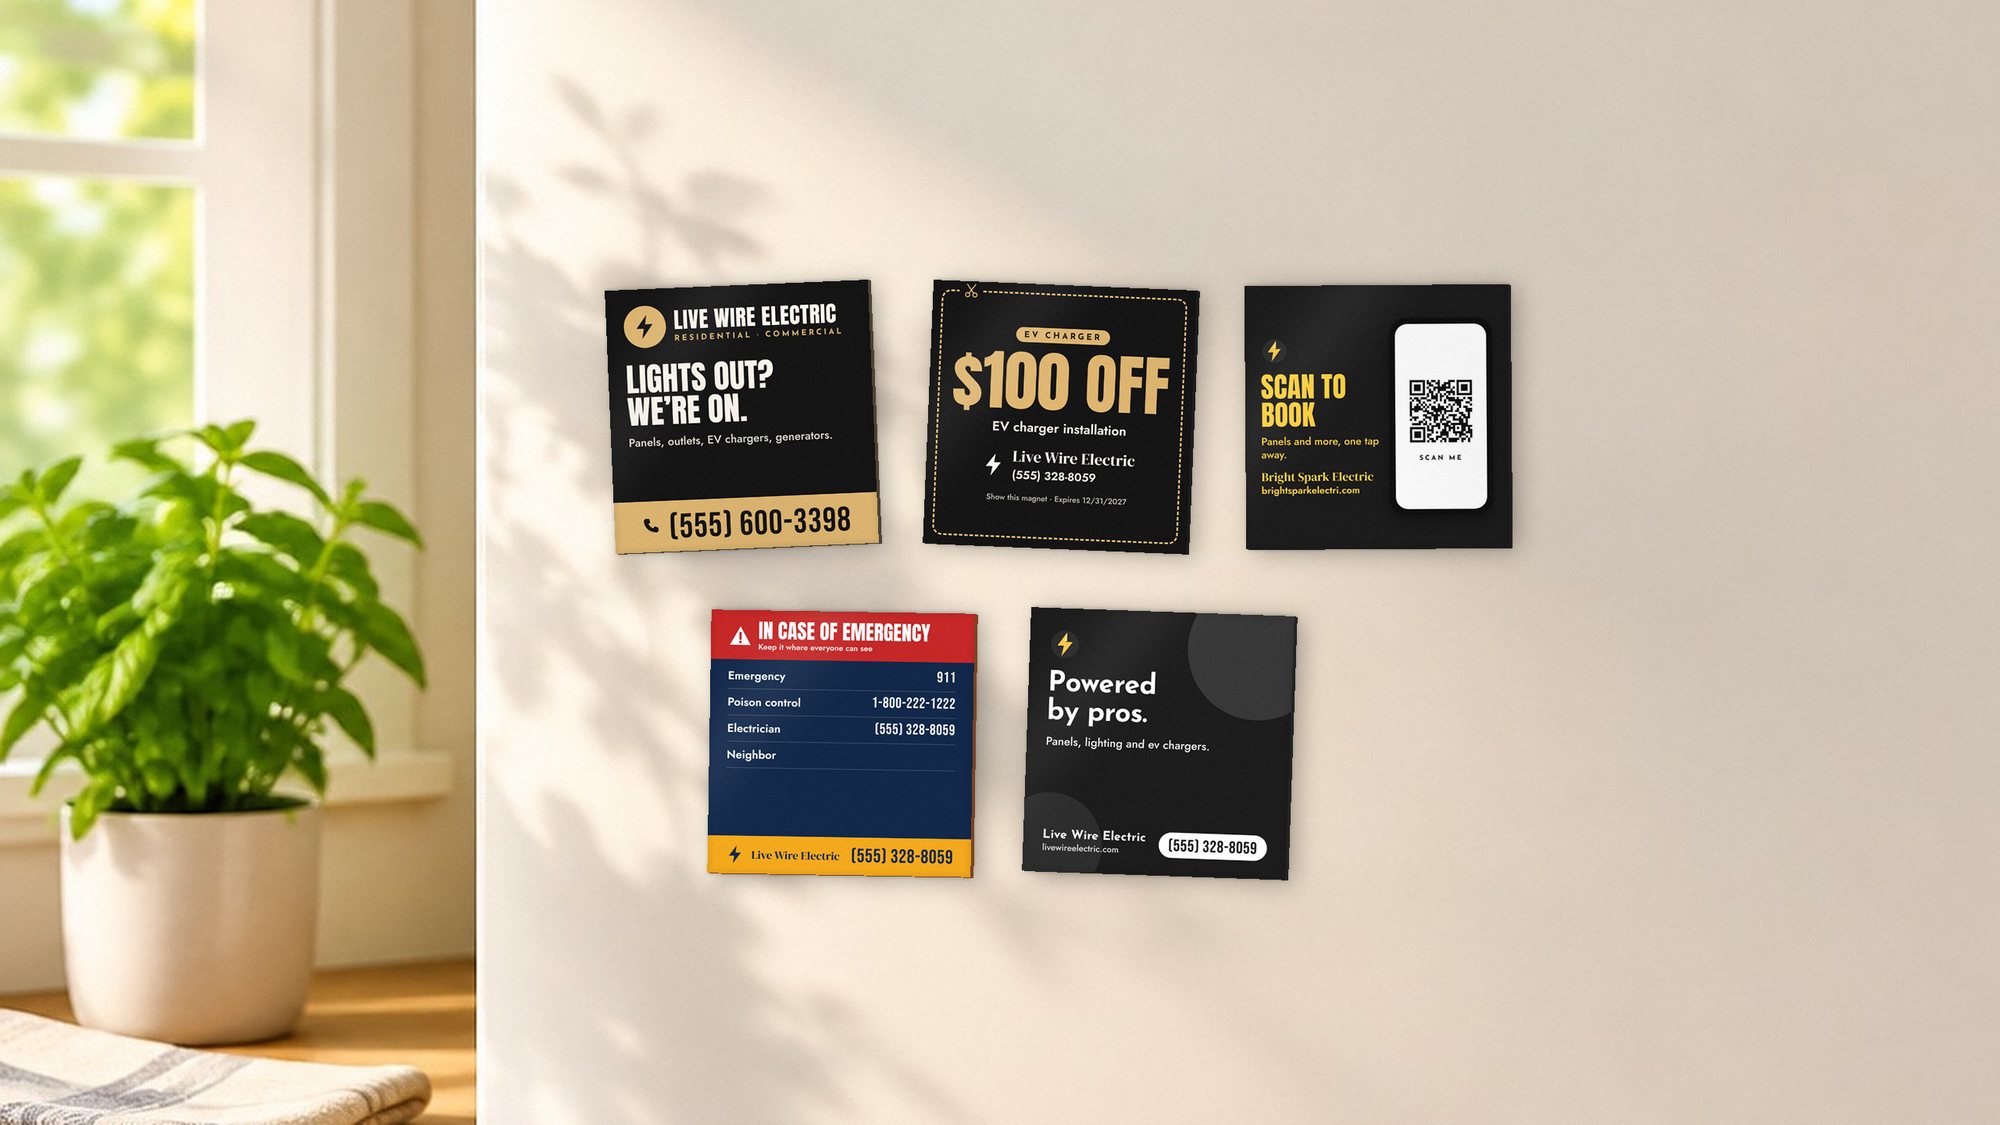 LIVE WIRE ELECTRIC
RESIDENTIAL · COMMERCIAL
LIGHTS OUT?
WE'RE ON.
Panels, outlets, EV chargers, generators.
(555) 600-3398
EV CHARGER
$100 OFF
EV charger installation
Live Wire Electric
(555) 328-8059
Show this magnet · Expires 12/31/2027
SCAN TO
BOOK
Panels and more, one tap
away.
Bright Spark Electric
brightsparkelectri.com
SCAN ME
IN CASE OF EMERGENCY
Keep it where everyone can see
Emergency 911
Poison control 1-800-222-1222
Electrician (555) 328-8059
Neighbor
Live Wire Electric (555) 328-8059
Powered
by pros.
Panels, lighting and ev chargers.
Live Wire Electric
livewireelectric.com
(555) 328-8059